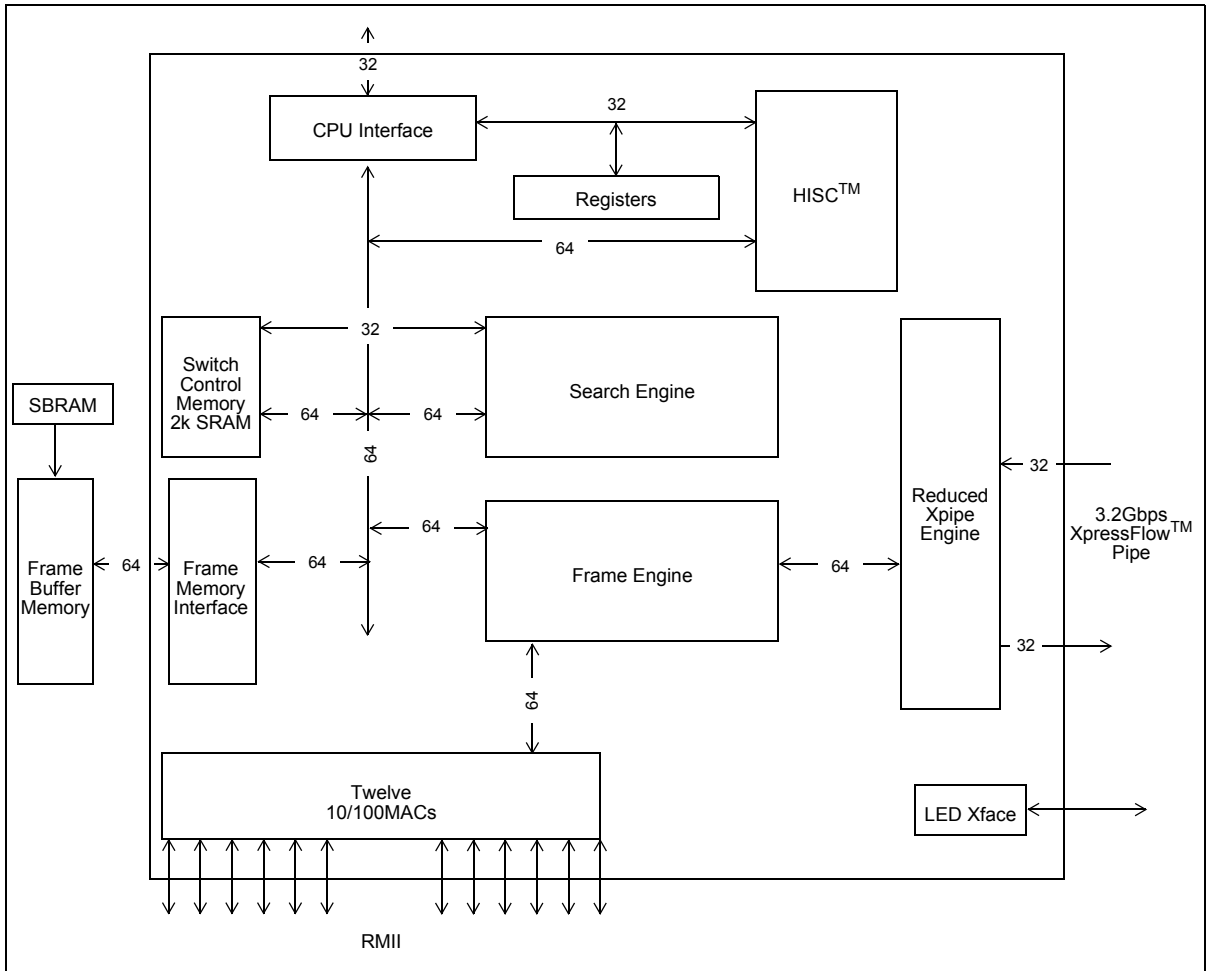 32
CPU Interface
32
Registers
HISC™
64
Switch
Control
Memory
2k SRAM
32
Search Engine
SBRAM
64
64
64
Frame
Buffer
Memory
64
Frame
Memory
Interface
64
64
Frame Engine
64
Reduced
Xpipe
Engine
32
3.2Gbps
XpressFlow™
Pipe
32
64
Twelve
10/100MACs
LED Xface
RMII